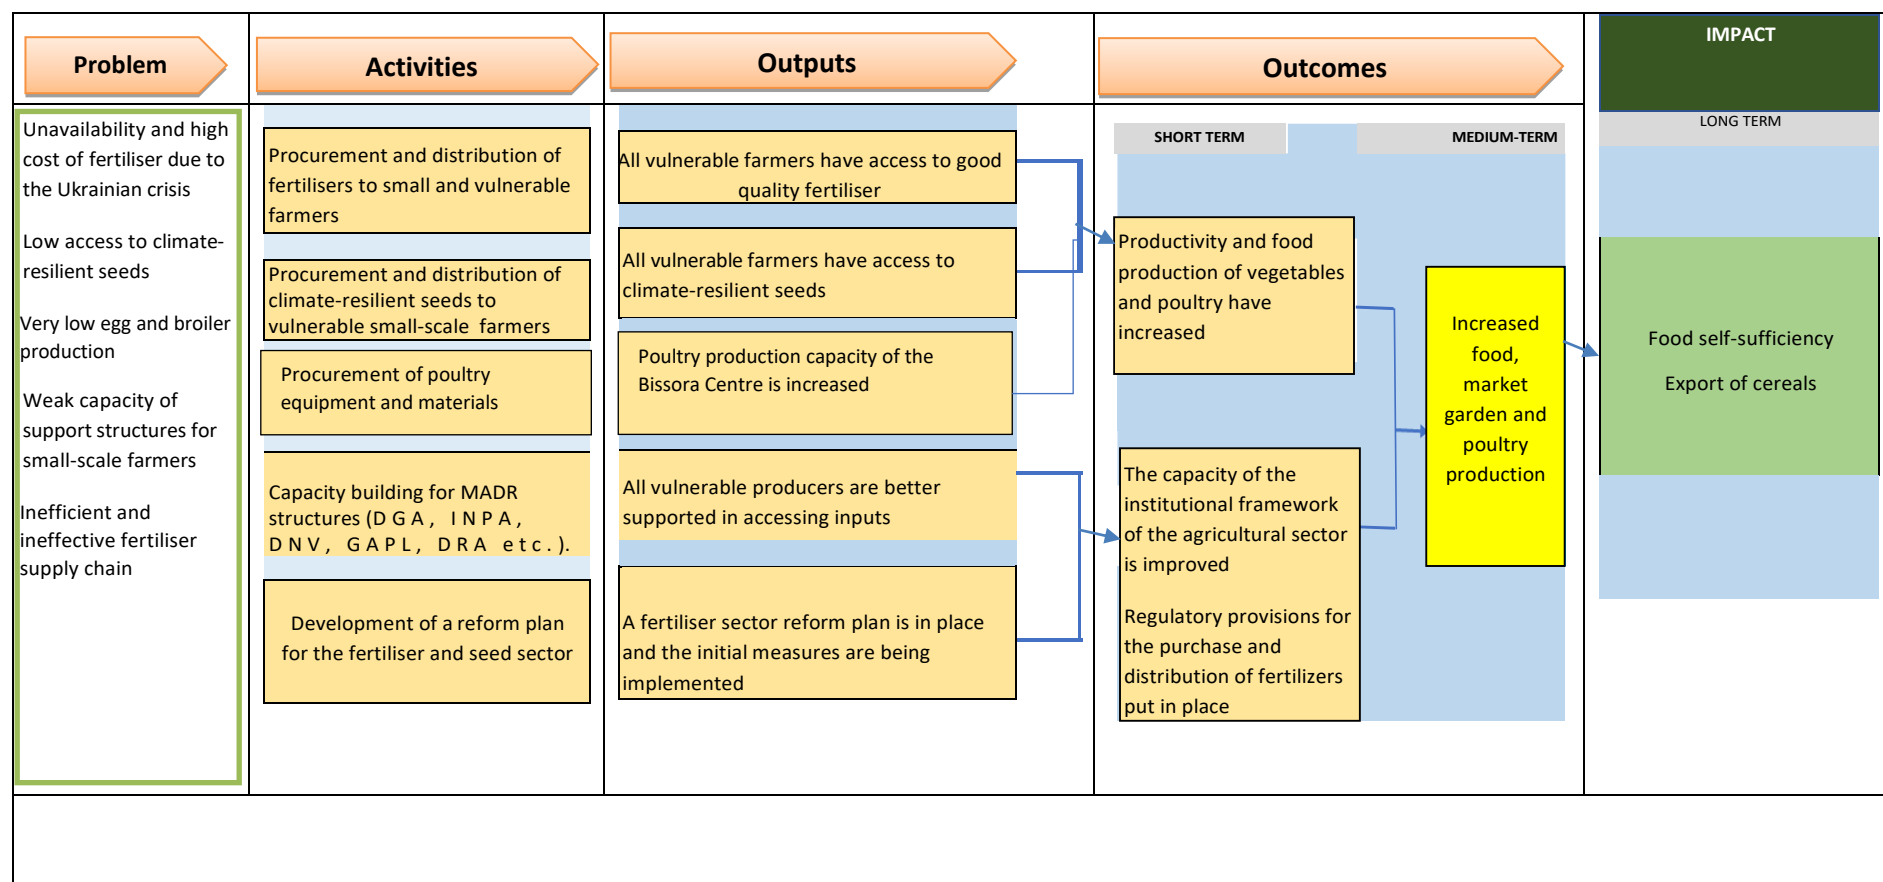 Problem
Activities
Outputs
Outcomes
IMPACT
LONG TERM
SHORT TERM
MEDIUM-TERM
Unavailability and high
cost of fertiliser due to
the Ukrainian crisis
Low access to climate-
resilient seeds
Very low egg and broiler
production
Weak capacity of
support structures for
small-scale farmers
Inefficient and
ineffective fertiliser
supply chain
Procurement and distribution of
fertilisers to small and vulnerable
farmers
Procurement and distribution of
climate-resilient seeds to
vulnerable small-scale farmers
Procurement of poultry
equipment and materials
Capacity building for MADR
structures (DGA, INPA,
DNV, GAPL, DRA etc.).
Development of a reform plan
for the fertiliser and seed sector
All vulnerable farmers have access to good
quality fertiliser
All vulnerable farmers have access to
climate-resilient seeds
Poultry production capacity of the
Bissora Centre is increased
All vulnerable producers are better
supported in accessing inputs
A fertiliser sector reform plan is in place
and the initial measures are being
implemented
Productivity and food
production of vegetables
and poultry have
increased
The capacity of the
institutional framework
of the agricultural sector
is improved
Regulatory provisions for
the purchase and
distribution of fertilizers
put in place
Increased
food,
market
garden and
poultry
production
Food self-sufficiency
Export of cereals